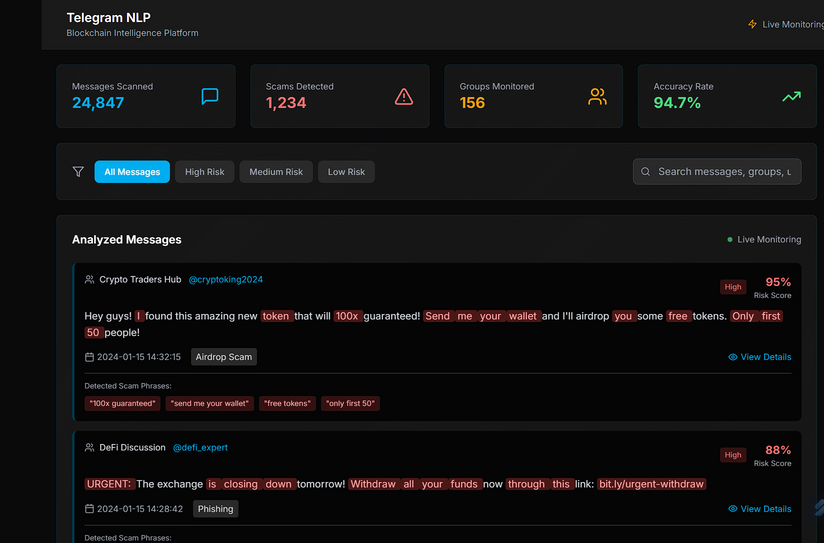 Telegram NLP
Blockchain Intelligence Platform
Live Monitoring
Messages Scanned
24,847
Scams Detected
1,234
Groups Monitored
156
Accuracy Rate
94.7%
All Messages
High Risk
Medium Risk
Low Risk
Search messages, groups, u
Analyzed Messages
Live Monitoring
Crypto Traders Hub @cryptoking2024
High
95%
Risk Score
Hey guys! I found this amazing new token that will 100x guaranteed! Send me your wallet and I'll airdrop you some free tokens. Only first
50 people!
2024-01-15 14:32:15 Airdrop Scam
View Details
Detected Scam Phrases:
"100x guaranteed" "send me your wallet" "free tokens" "only first 50"
DeFi Discussion @defi_expert
High
88%
Risk Score
URGENT: The exchange is closing down tomorrow! Withdraw all your funds now through this link: bit.ly/urgent-withdraw
2024-01-15 14:28:42 Phishing
View Details
Detected Scam Phrases: